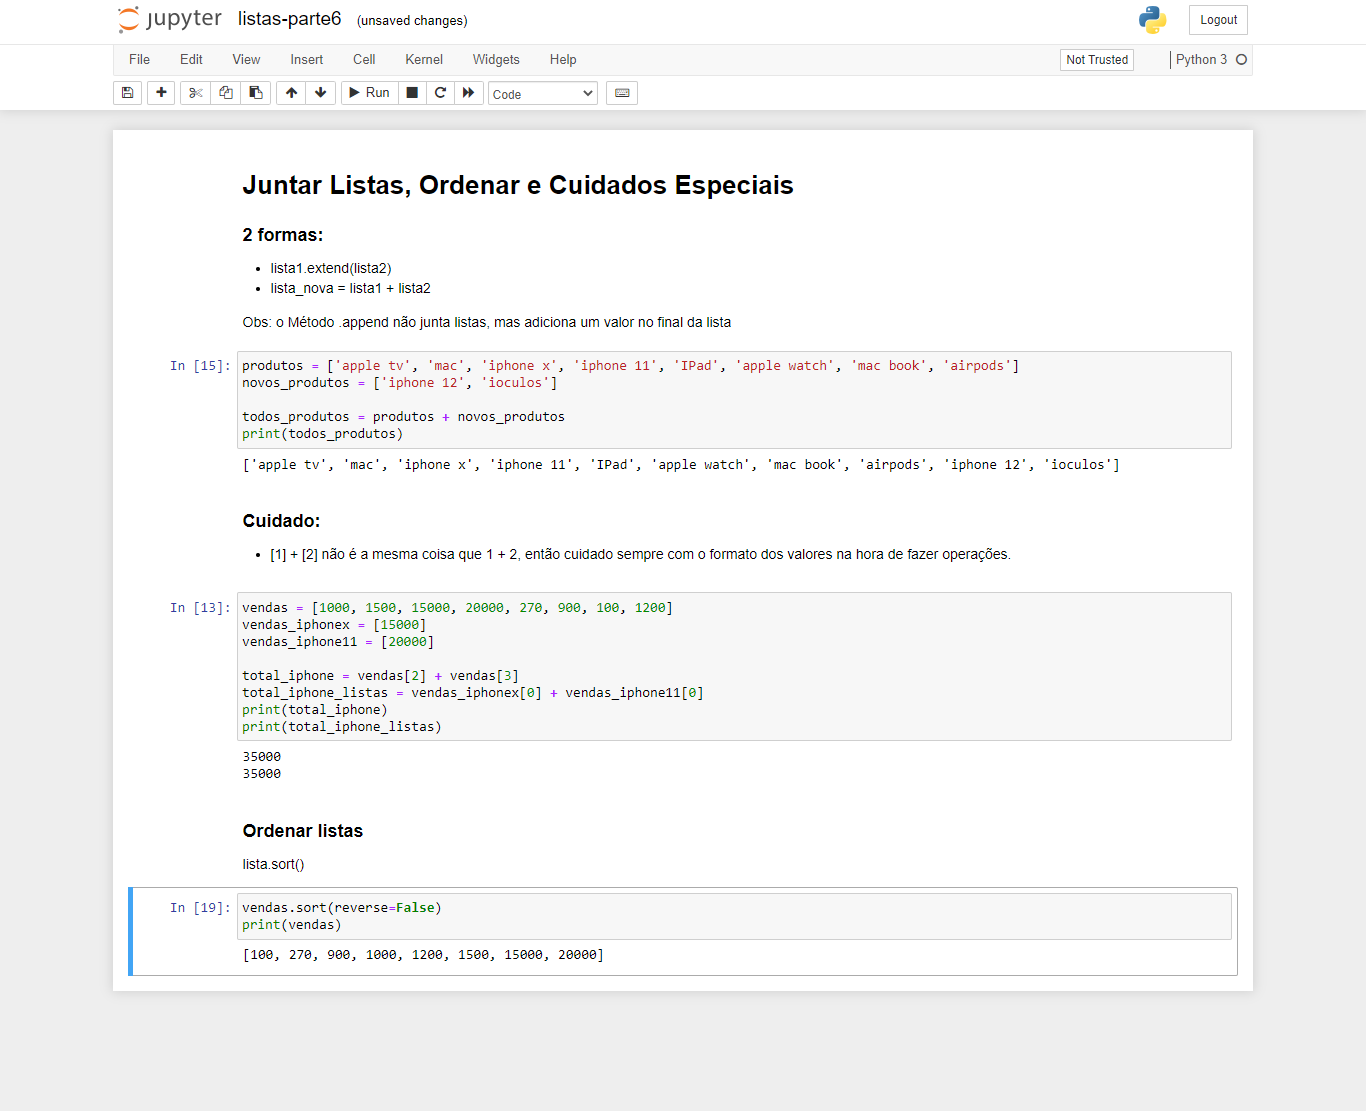 jupyter listas-parte6 (unsaved changes) Logout
File Edit View Insert Cell Kernel Widgets Help Not Trusted Python 3
Run Code
Juntar Listas, Ordenar e Cuidados Especiais
2 formas:
• lista1.extend(lista2)
• lista_nova = lista1 + lista2
Obs: o Método .append não junta listas, mas adiciona um valor no final da lista
In [15]: produtos = ['apple tv', 'mac', 'iphone x', 'iphone 11', 'IPad', 'apple watch', 'mac book', 'airpods']
novos_produtos = ['iphone 12', 'ioculos']
todos_produtos = produtos + novos_produtos
print(todos_produtos)
['apple tv', 'mac', 'iphone x', 'iphone 11', 'IPad', 'apple watch', 'mac book', 'airpods', 'iphone 12', 'ioculos']
Cuidado:
• [1] + [2] não é a mesma coisa que 1 + 2, então cuidado sempre com o formato dos valores na hora de fazer operações.
In [13]: vendas = [1000, 1500, 15000, 20000, 270, 900, 100, 1200]
vendas_iphonex = [15000]
vendas_iphone11 = [20000]
total_iphone = vendas[2] + vendas[3]
total_iphone_listas = vendas_iphonex[0] + vendas_iphone11[0]
print(total_iphone)
print(total_iphone_listas)
35000
35000
Ordenar listas
lista.sort()
In [19]: vendas.sort(reverse=False)
print(vendas)
[100, 270, 900, 1000, 1200, 1500, 15000, 20000]